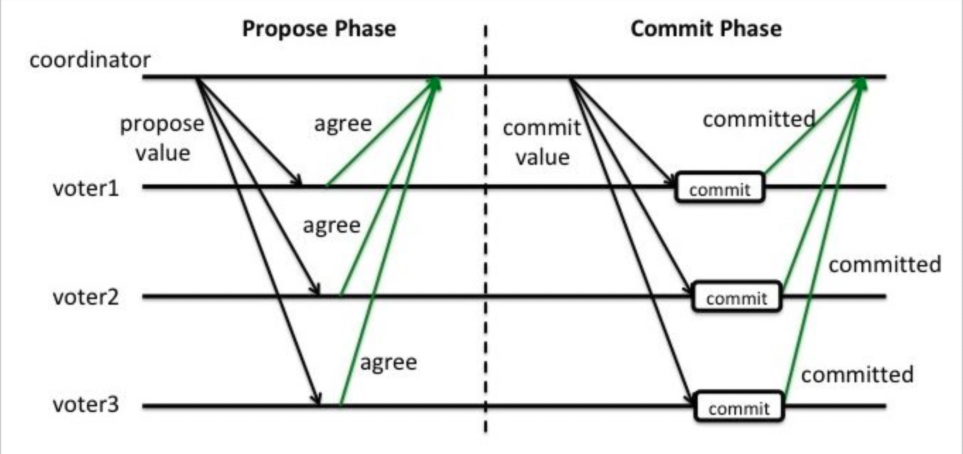 Propose Phase
Commit Phase
coordinator
propose
value
agree
commit
value
committed
voter1
commit
agree
committed
voter2
commit
agree
committed
voter3
commit